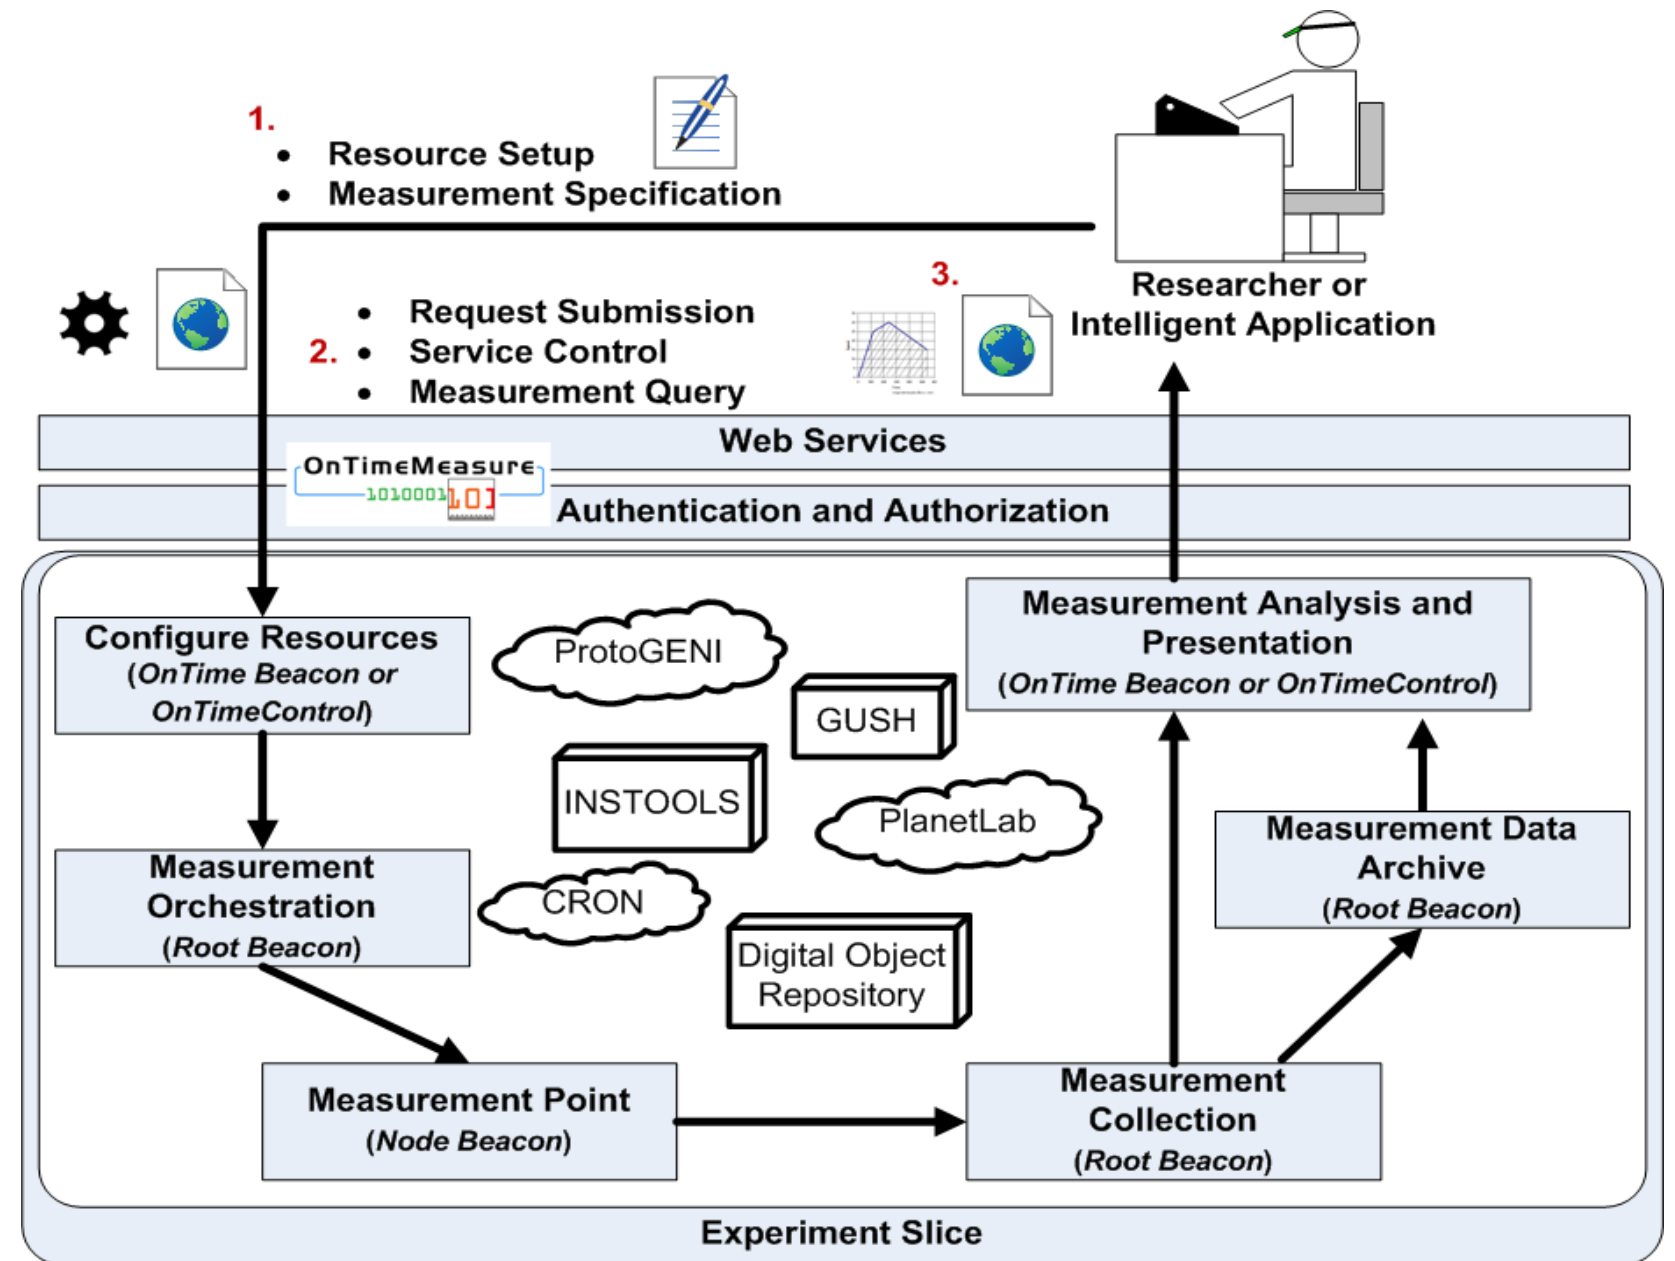 1.
• Resource Setup
• Measurement Specification
2.
• Request Submission
• Service Control
• Measurement Query
3.
Researcher or
Intelligent Application
Web Services
OnTimeMeasure
1010001101
Authentication and Authorization
Configure Resources
(OnTime Beacon or
OnTimeControl)
ProtoGENI
GUSH
Measurement Analysis and
Presentation
(OnTime Beacon or OnTimeControl)
INSTOOLS
PlanetLab
Measurement
Orchestration
(Root Beacon)
CRON
Measurement Data
Archive
(Root Beacon)
Digital Object
Repository
Measurement Point
(Node Beacon)
Measurement
Collection
(Root Beacon)
Experiment Slice